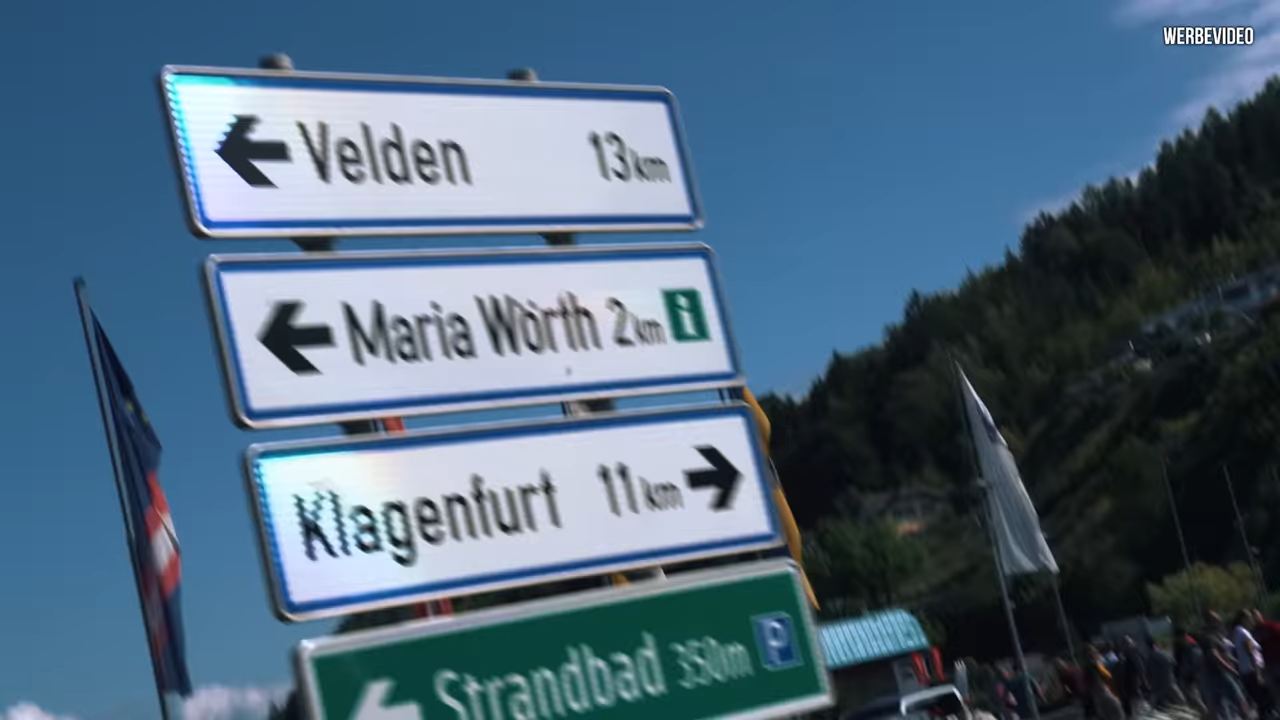 WERBEVIDEO
Velden 13km
Maria Wörth 2km i
Klagenfurt 11km
Strandbad 350m P